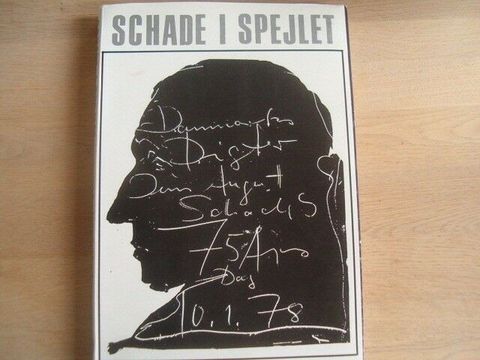 SCHADE I SPEJLET
Danmarks
Digter
Jens August
Schades
75 Års
Dag
10.1.78